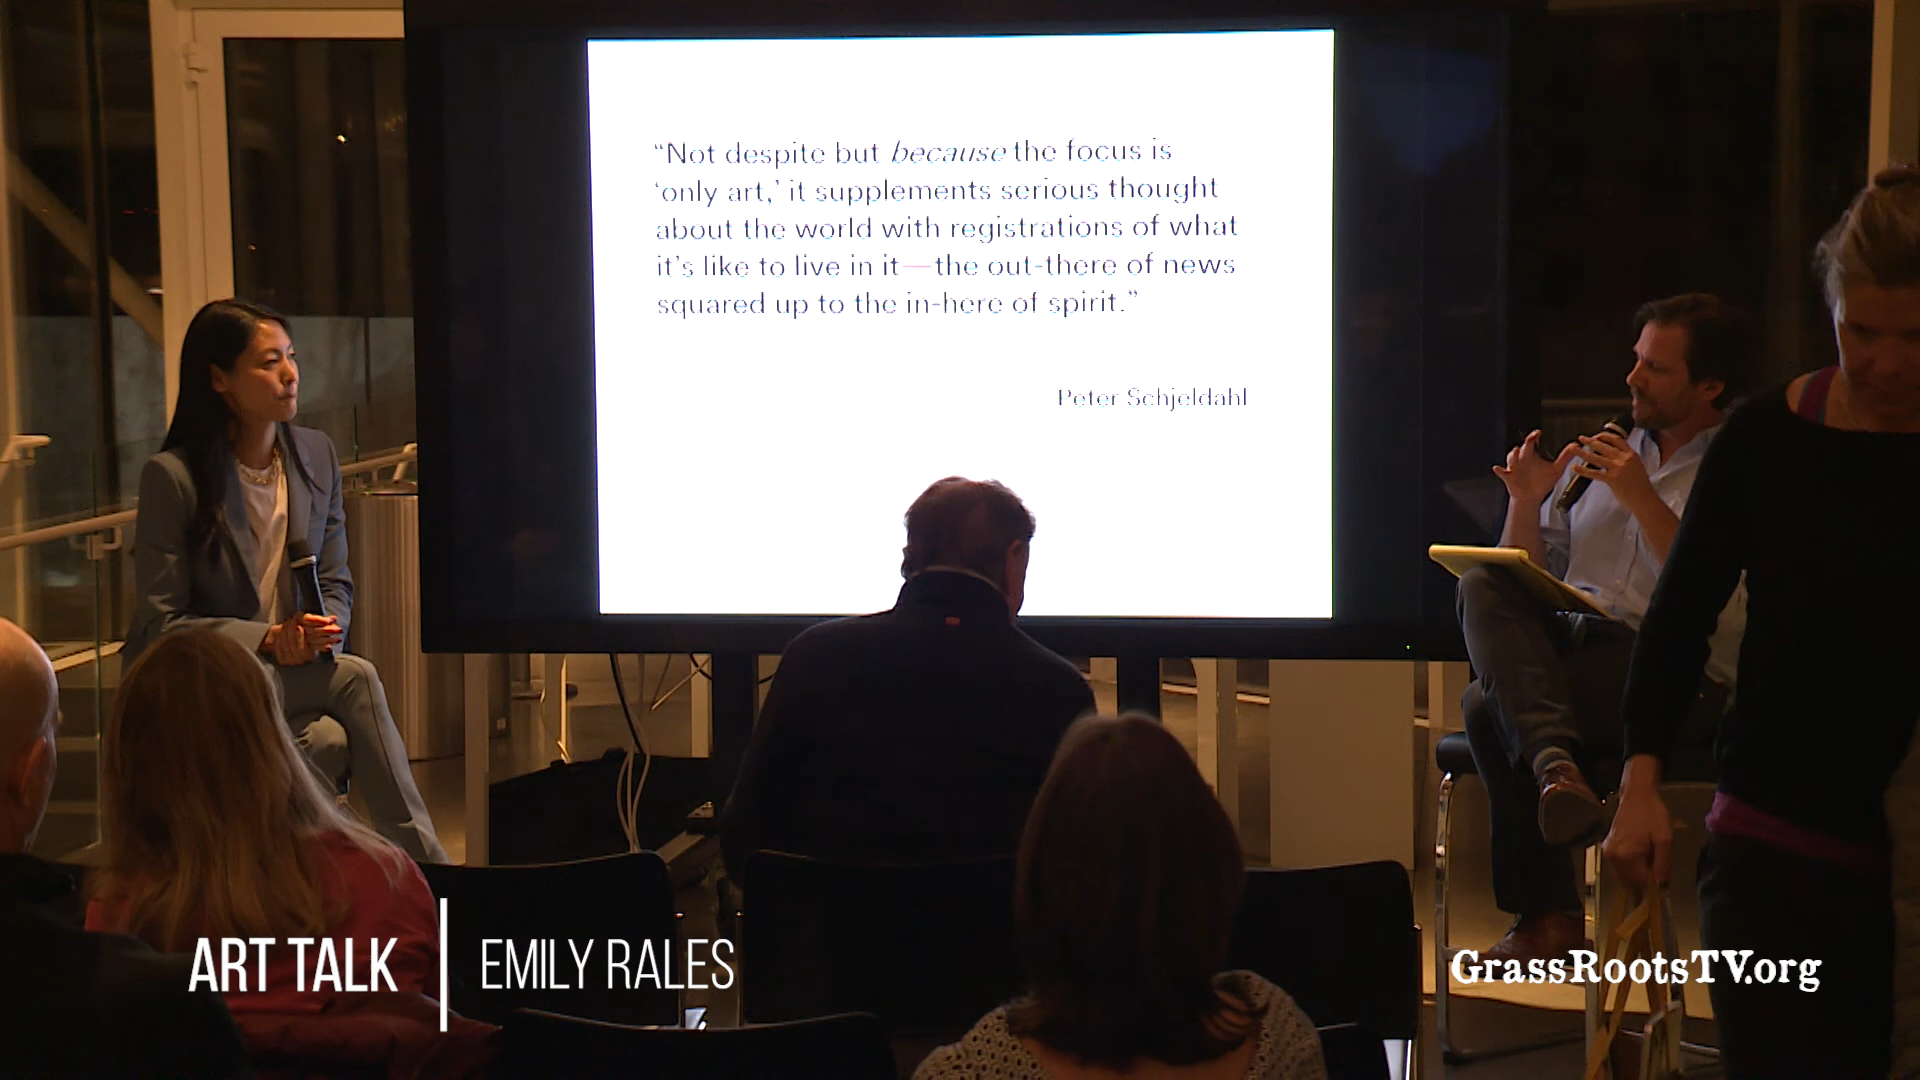 “Not despite but because the focus is
‘only art,’ it supplements serious thought
about the world with registrations of what
it’s like to live in it—the out-there of news
squared up to the in-here of spirit.”
Peter Schjeldahl
ART TALK
EMILY RALES
GrassRootsTV.org